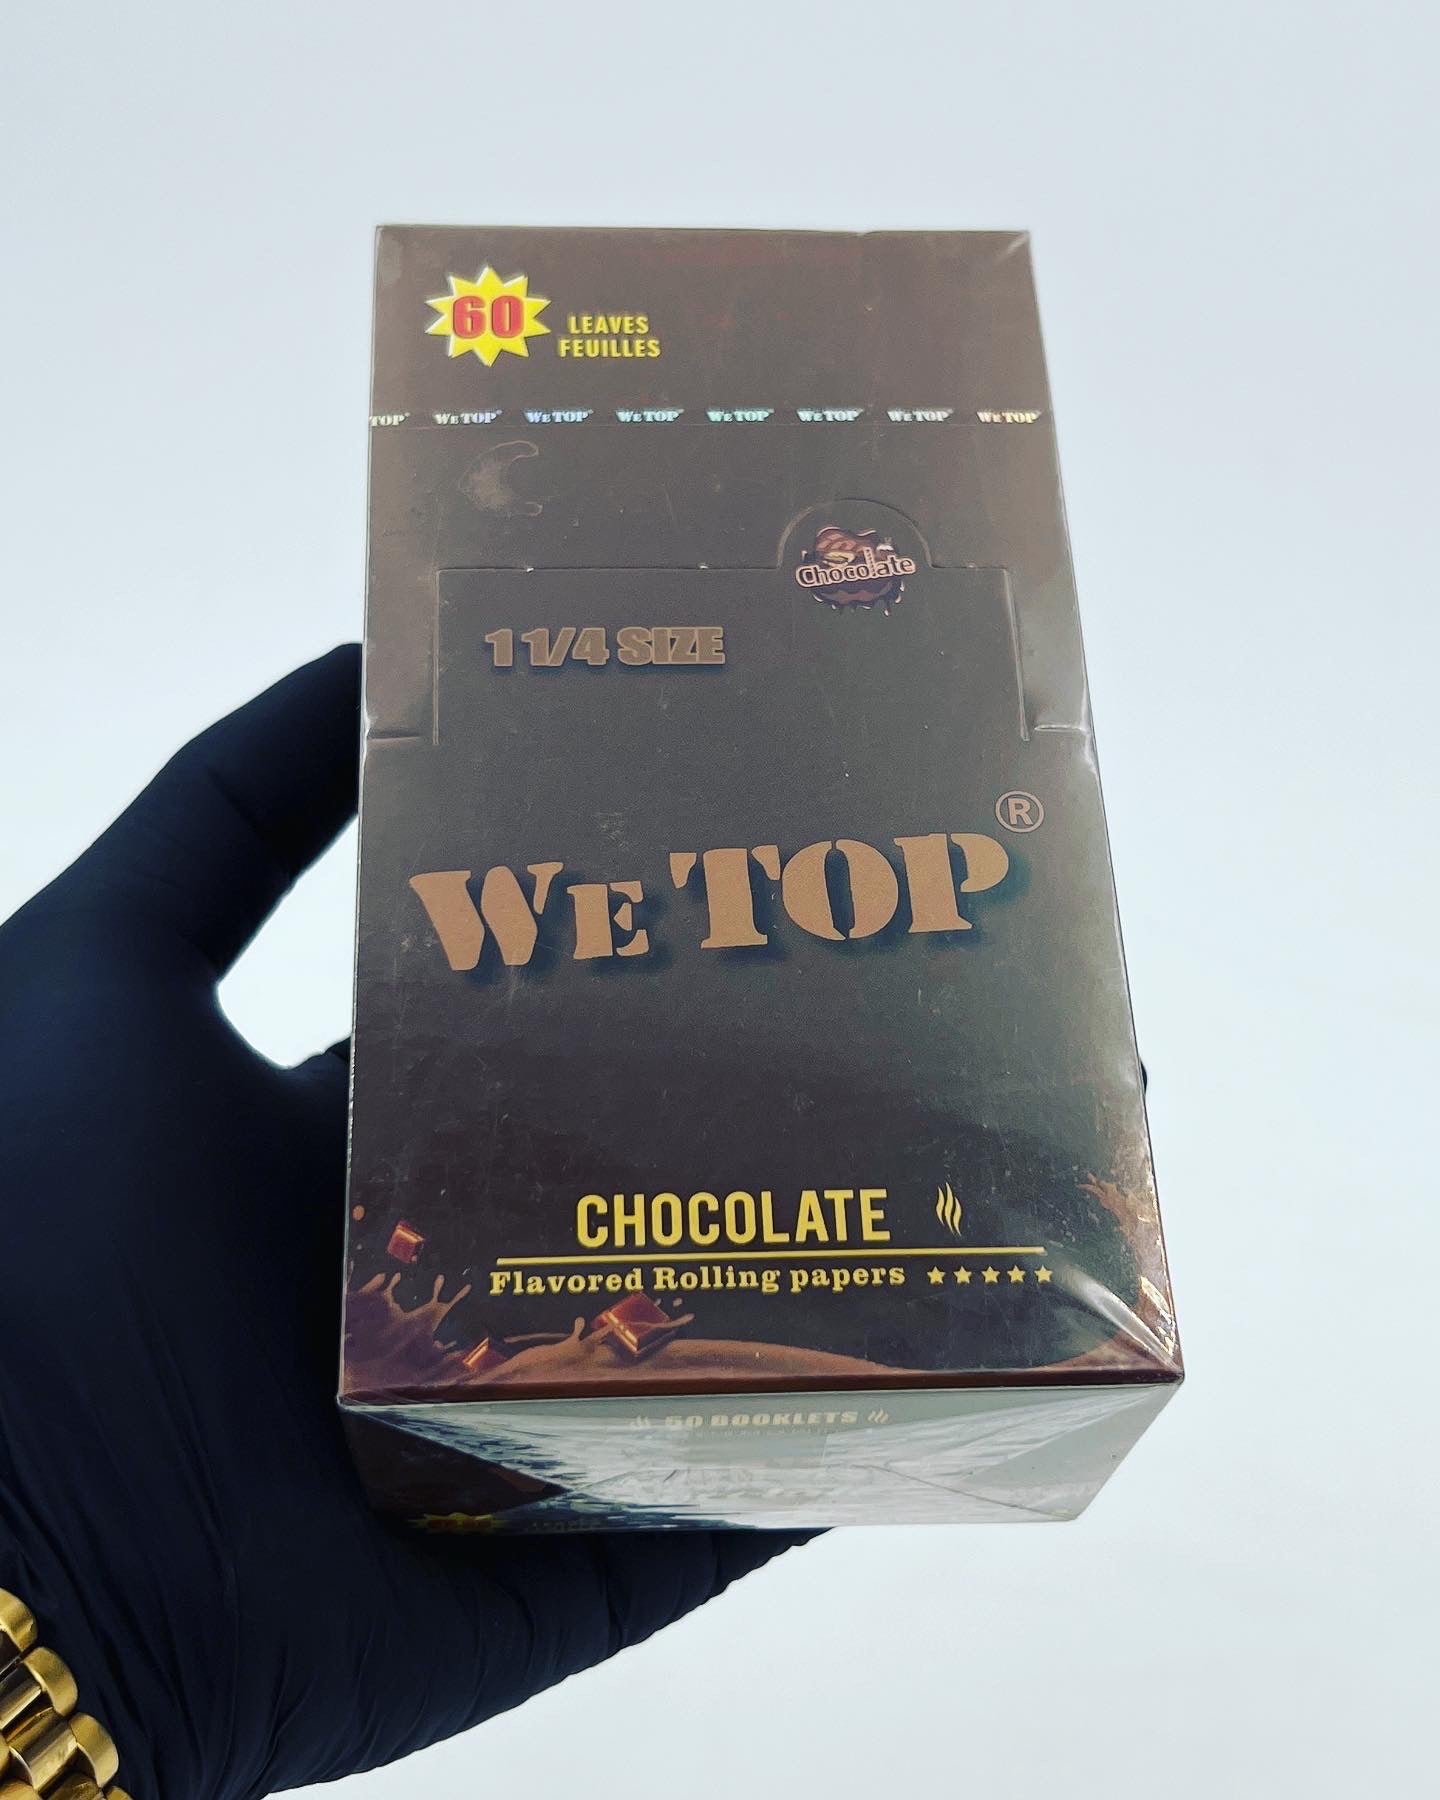 60 LEAVES
FEUILLES
TOP WE TOP WE TOP WE TOP WE TOP WE TOP WE TOP WE TOP
Chocolate
1 1/4 SIZE
WE TOP®
CHOCOLATE
Flavored Rolling papers ★★★★★
50 BOOKLETS